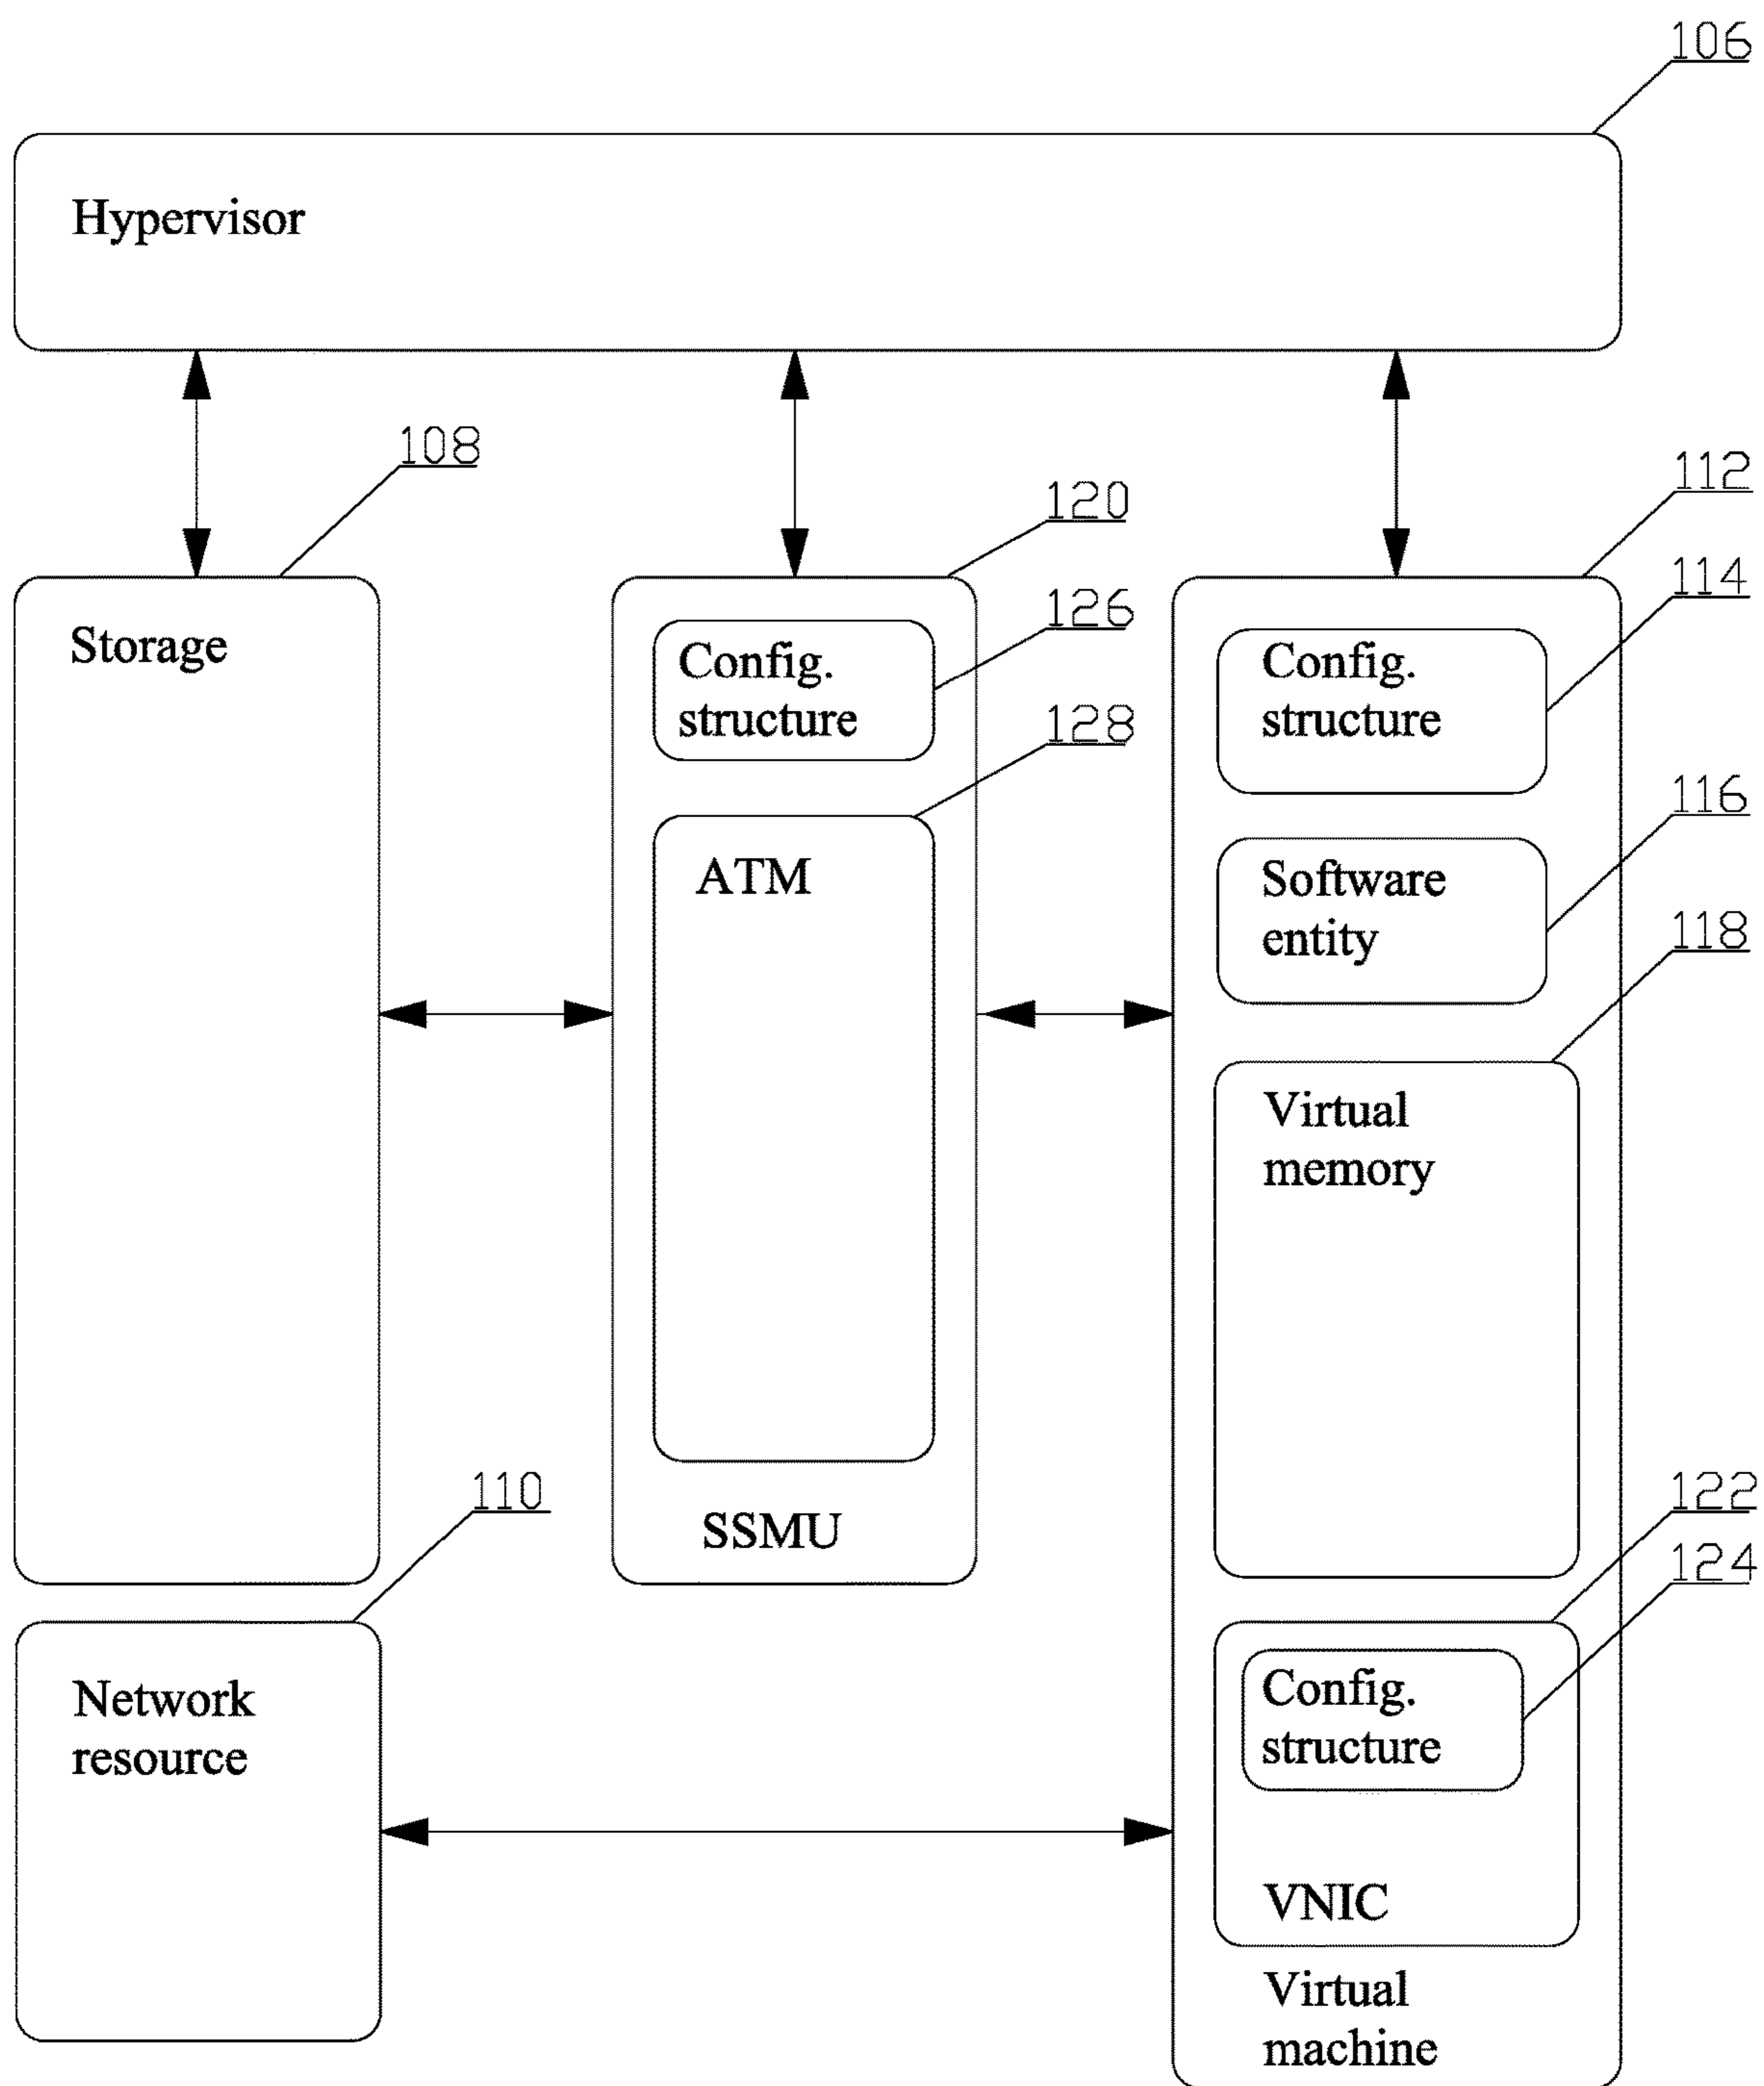 106
Hypervisor
108
120
112
126
114
Storage
Config.
structure
Config.
structure
128
116
ATM
Software
entity
118
Virtual
memory
110
SSMU
122
124
Network
resource
Config.
structure
VNIC
Virtual
machine